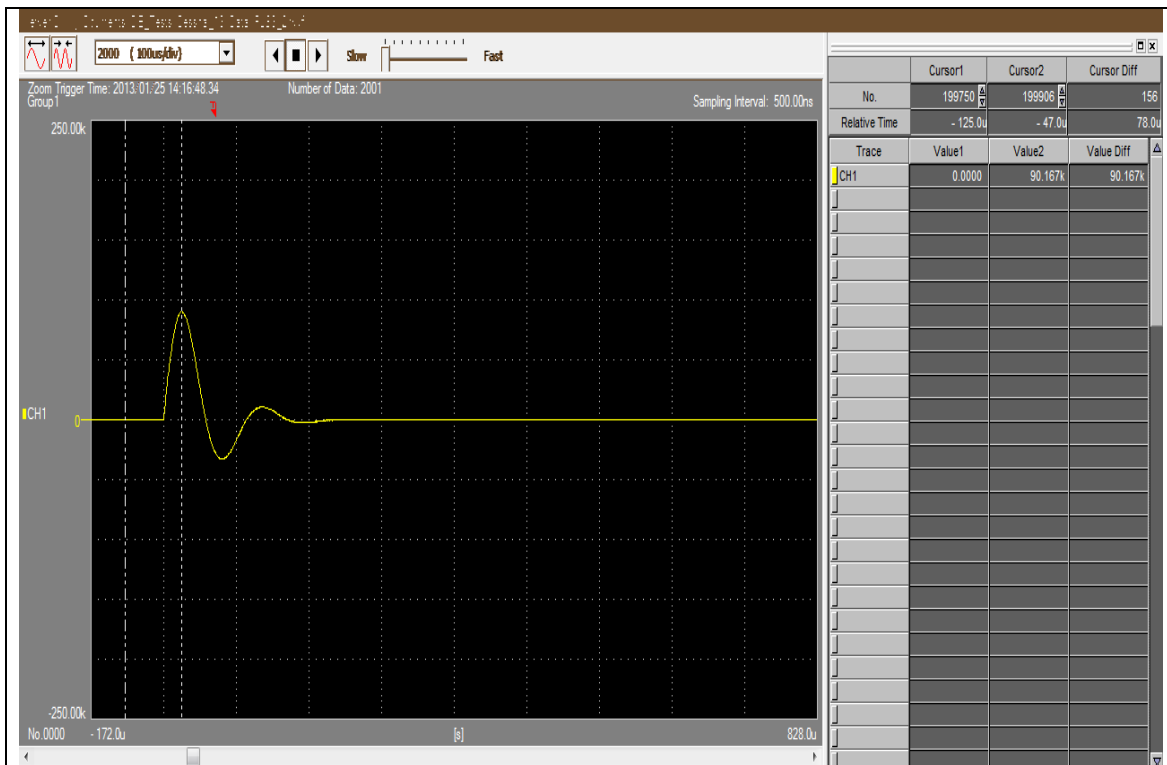 2000 ( 100us/div)
Slow
Fast
Zoom Trigger Time: 2013/01/25 14:16:48.34
Number of Data: 2001
Group1
Sampling Interval: 500.00ns
250.00k
CH1
0
-250.00k
No.0000
- 172.0u
[s]
828.0u
Cursor1
Cursor2
Cursor Diff
No.
199750
199906
156
Relative Time
- 125.0u
- 47.0u
78.0u
Trace
Value1
Value2
Value Diff
CH1
0.0000
90.167k
90.167k